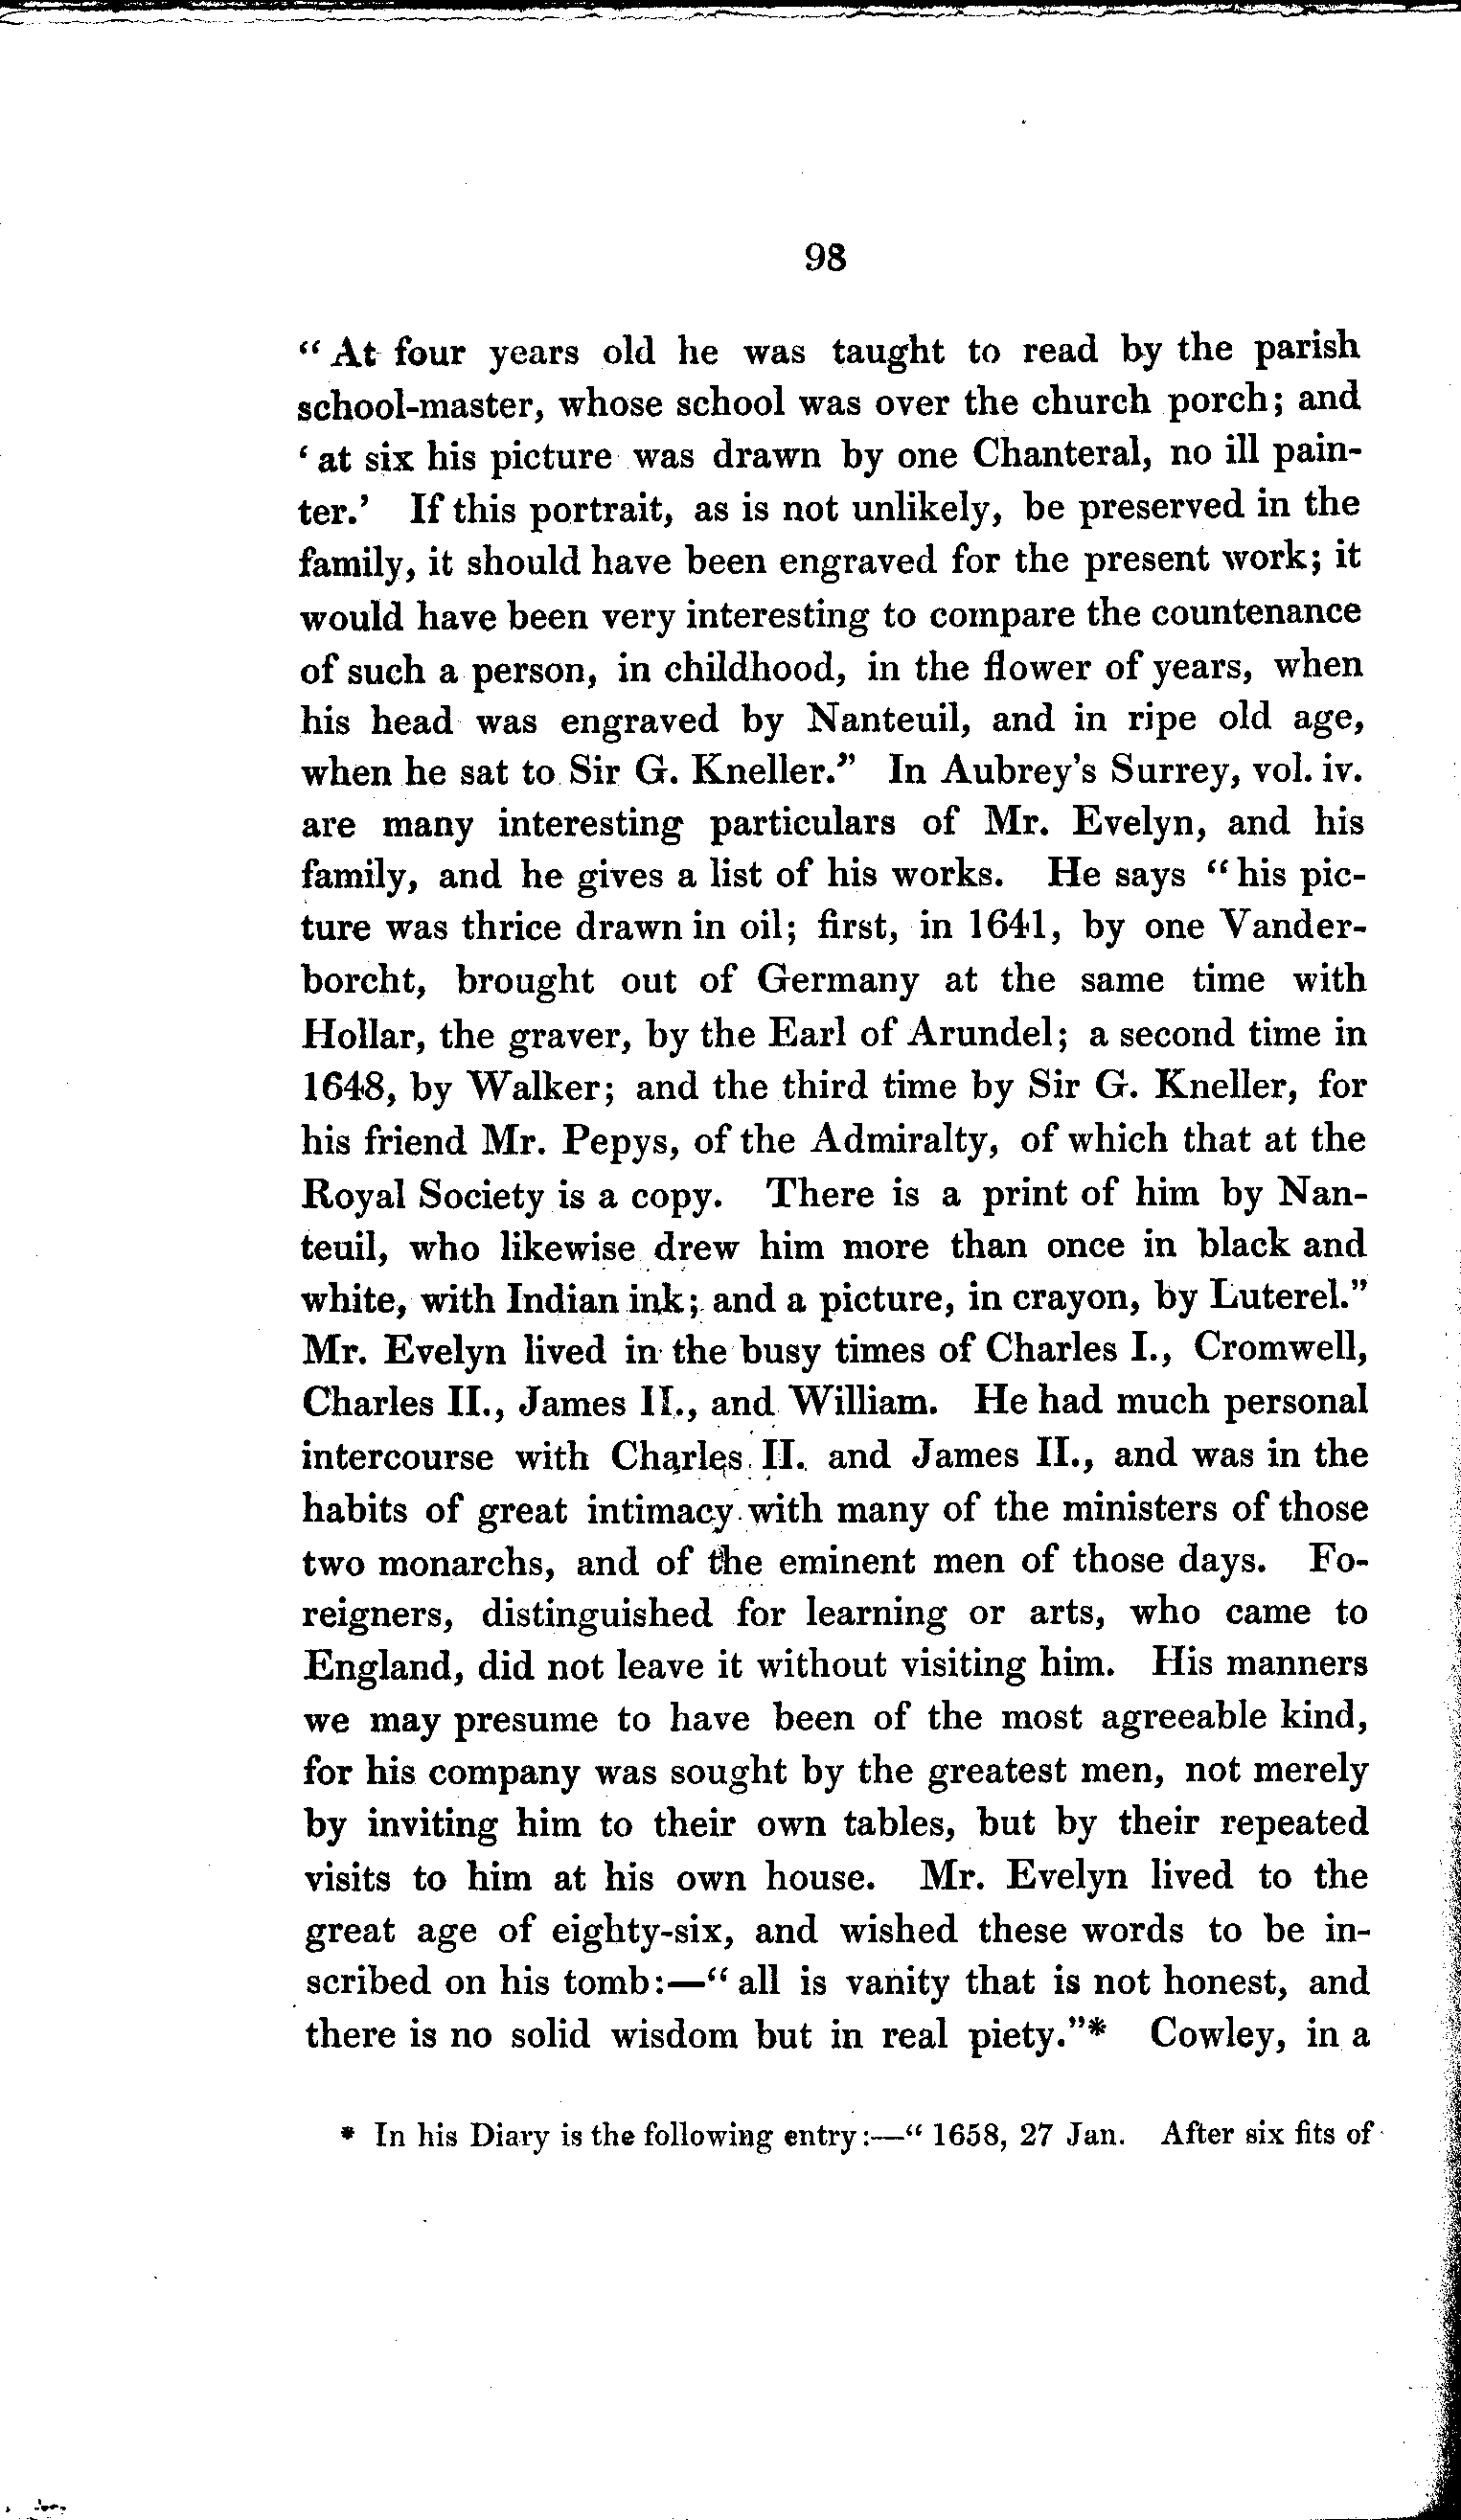 98
“ At four years old he was taught to read by the parish
school-master, whose school was over the church porch; and
‘ at six his picture was drawn by one Chanteral, no ill pain-
ter.’ If this portrait, as is not unlikely, be preserved in the
family, it should have been engraved for the present work; it
would have been very interesting to compare the countenance
of such a person, in childhood, in the flower of years, when
his head was engraved by Nanteuil, and in ripe old age,
when he sat to Sir G. Kneller.” In Aubrey's Surrey, vol. iv.
are many interesting particulars of Mr. Evelyn, and his
family, and he gives a list of his works. He says “ his pic-
ture was thrice drawn in oil; first, in 1641, by one Vander-
borcht, brought out of Germany at the same time with
Hollar, the graver, by the Earl of Arundel; a second time in
1648, by Walker; and the third time by Sir G. Kneller, for
his friend Mr. Pepys, of the Admiralty, of which that at the
Royal Society is a copy. There is a print of him by Nan-
teuil, who likewise drew him more than once in black and
white, with Indian ink; and a picture, in crayon, by Luterel.”
Mr. Evelyn lived in the busy times of Charles I., Cromwell,
Charles II., James II., and William. He had much personal
intercourse with Charles II. and James II., and was in the
habits of great intimacy with many of the ministers of those
two monarchs, and of the eminent men of those days. Fo-
reigners, distinguished for learning or arts, who came to
England, did not leave it without visiting him. His manners
we may presume to have been of the most agreeable kind,
for his company was sought by the greatest men, not merely
by inviting him to their own tables, but by their repeated
visits to him at his own house. Mr. Evelyn lived to the
great age of eighty-six, and wished these words to be in-
scribed on his tomb:—“ all is vanity that is not honest, and
there is no solid wisdom but in real piety.”* Cowley, in a
* In his Diary is the following entry:—“ 1658, 27 Jan. After six fits of